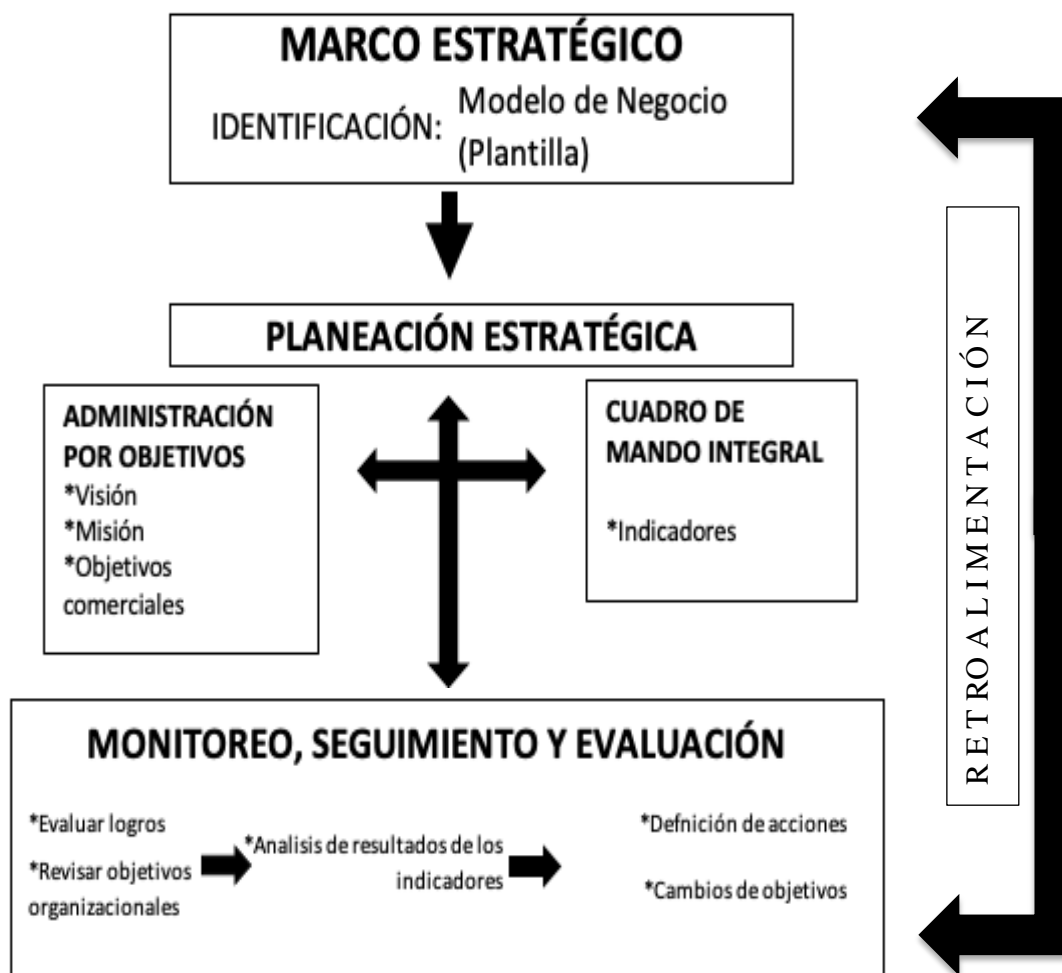 MARCO ESTRATÉGICO
IDENTIFICACIÓN: Modelo de Negocio
(Plantilla)
PLANEACIÓN ESTRATÉGICA
ADMINISTRACIÓN
POR OBJETIVOS
*Visión
*Misión
*Objetivos
comerciales
CUADRO DE
MANDO INTEGRAL
*Indicadores
MONITOREO, SEGUIMIENTO Y EVALUACIÓN
*Evaluar logros
*Revisar objetivos
organizacionales
*Analisis de resultados de los
indicadores
*Defnición de acciones
*Cambios de objetivos
RETROALIMENTACIÓN